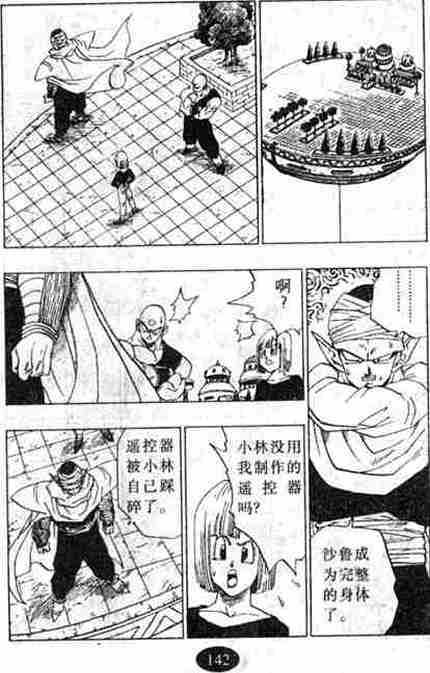 …………
沙鲁成
为完整
的身体
了。
啊?
小林没用
我制作的
遥控器
吗?
遥控器
被小林
自己踩
碎了。
142